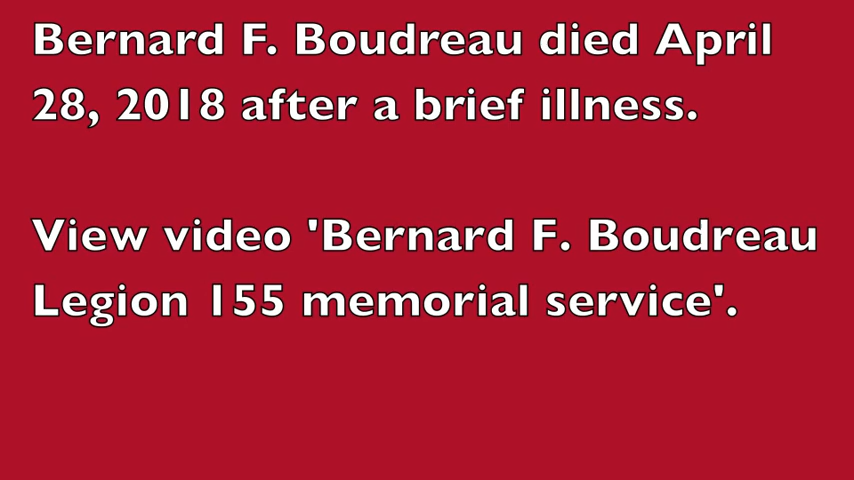 Bernard F. Boudreau died April
28, 2018 after a brief illness.
View video 'Bernard F. Boudreau
Legion 155 memorial service'.